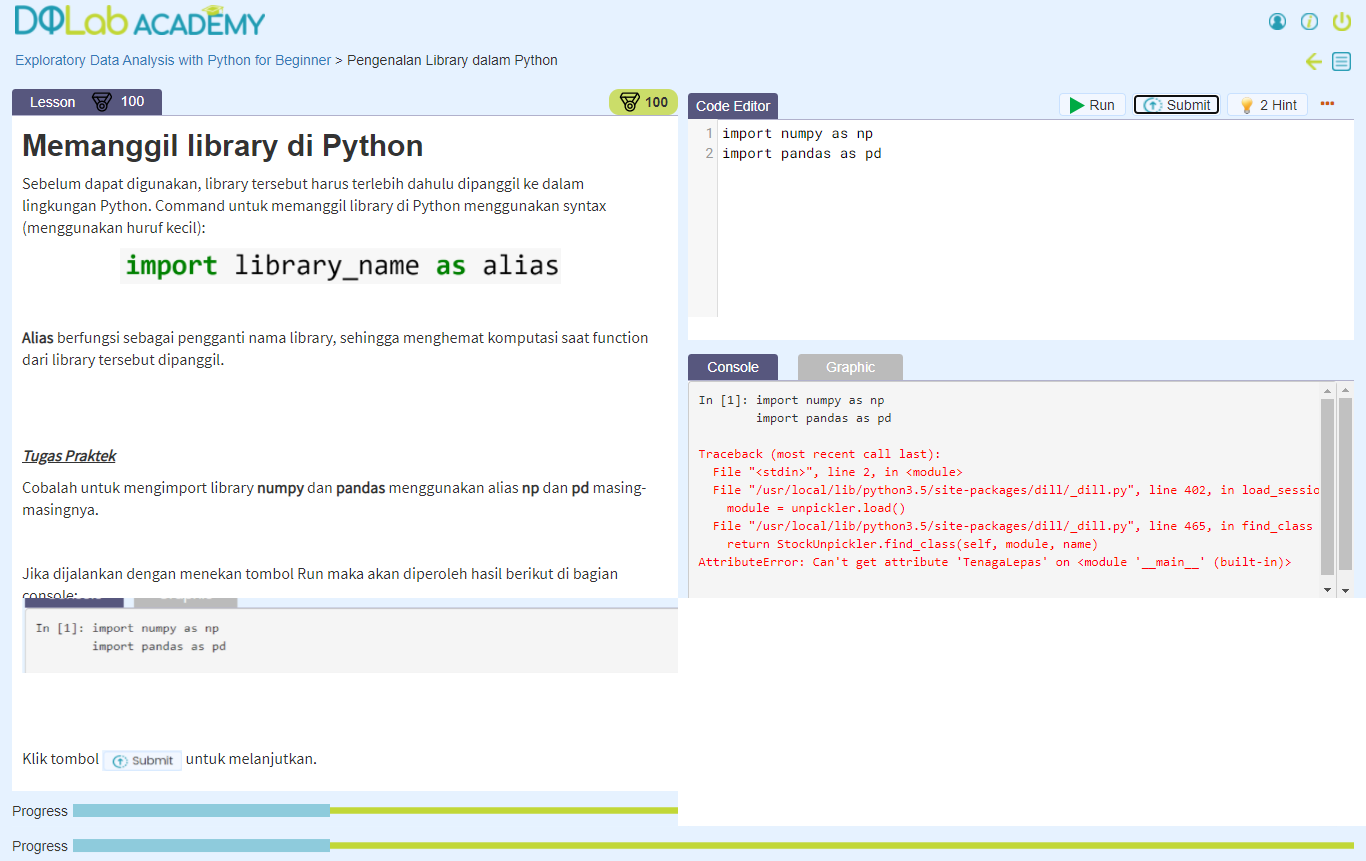 DQLab ACADEMY
Exploratory Data Analysis with Python for Beginner > Pengenalan Library dalam Python
Lesson 100
100
Memanggil library di Python
Sebelum dapat digunakan, library tersebut harus terlebih dahulu dipanggil ke dalam
lingkungan Python. Command untuk memanggil library di Python menggunakan syntax
(menggunakan huruf kecil):
import library_name as alias
Alias berfungsi sebagai pengganti nama library, sehingga menghemat komputasi saat function
dari library tersebut dipanggil.
Tugas Praktek
Cobalah untuk mengimport library numpy dan pandas menggunakan alias np dan pd masing-
masingnya.
Jika dijalankan dengan menekan tombol Run maka akan diperoleh hasil berikut di bagian
console:
In [1]: import numpy as np
import pandas as pd
Klik tombol Submit untuk melanjutkan.
Progress
Progress
Code Editor
Run
Submit
2 Hint
1 import numpy as np
2 import pandas as pd
Console
Graphic
In [1]: import numpy as np
import pandas as pd
Traceback (most recent call last):
File "<stdin>", line 2, in <module>
File "/usr/local/lib/python3.5/site-packages/dill/_dill.py", line 402, in load_sessio
module = unpickler.load()
File "/usr/local/lib/python3.5/site-packages/dill/_dill.py", line 465, in find_class
return StockUnpickler.find_class(self, module, name)
AttributeError: Can't get attribute 'TenagaLepas' on <module '__main__' (built-in)>